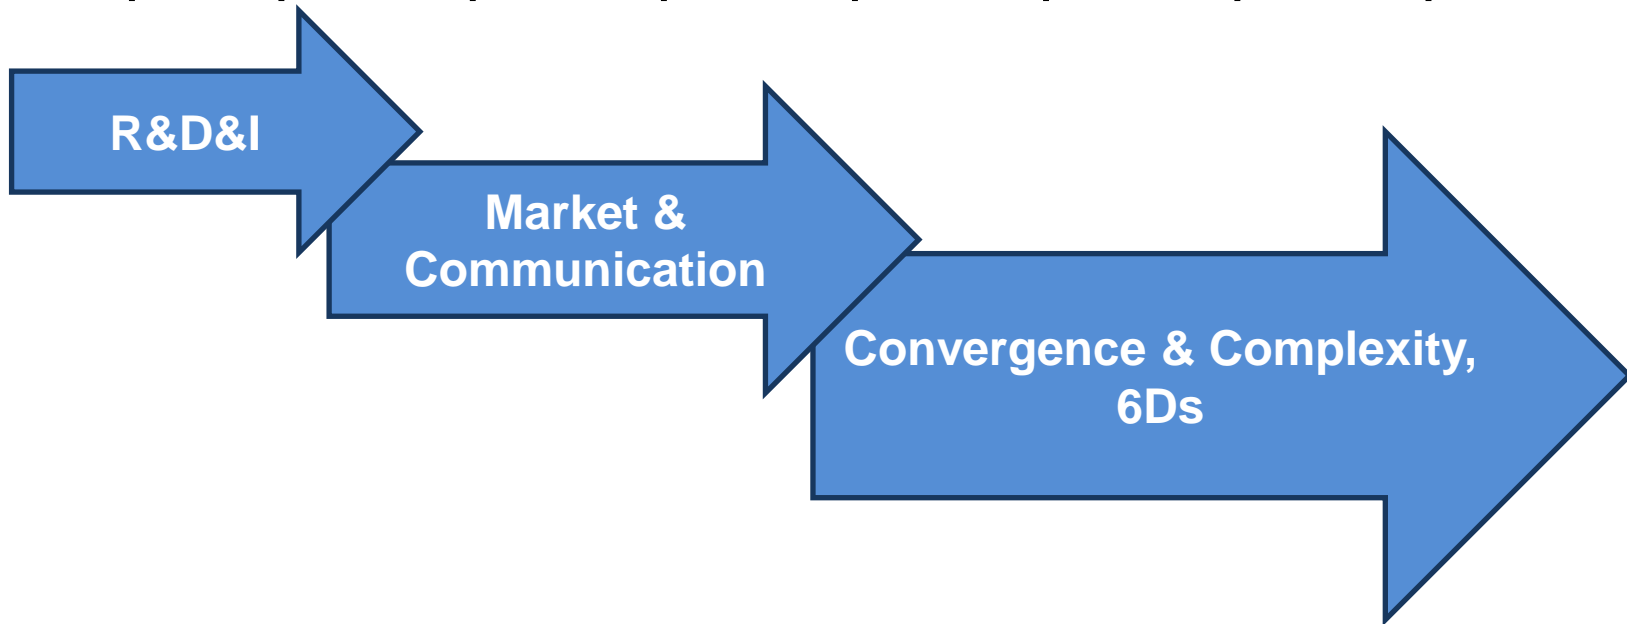 R&D&I
Market &
Communication
Convergence & Complexity,
6Ds